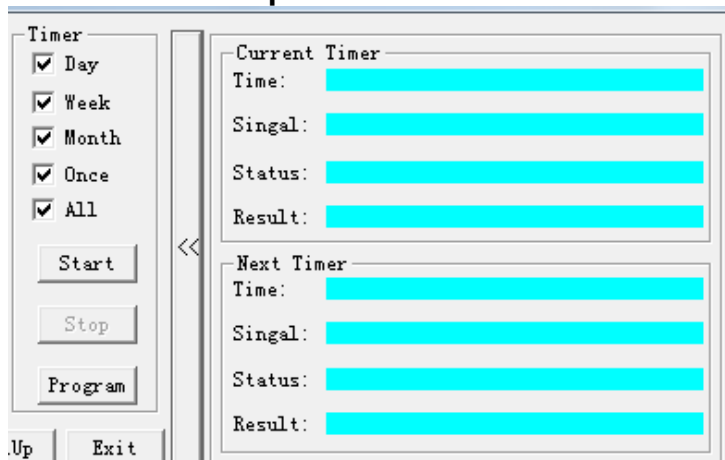 Timer
Day
Week
Month
Once
All
Start
Stop
Program
Up
Exit
<<
Current Timer
Time:
Singal:
Status:
Result:
Next Timer
Time:
Singal:
Status:
Result: